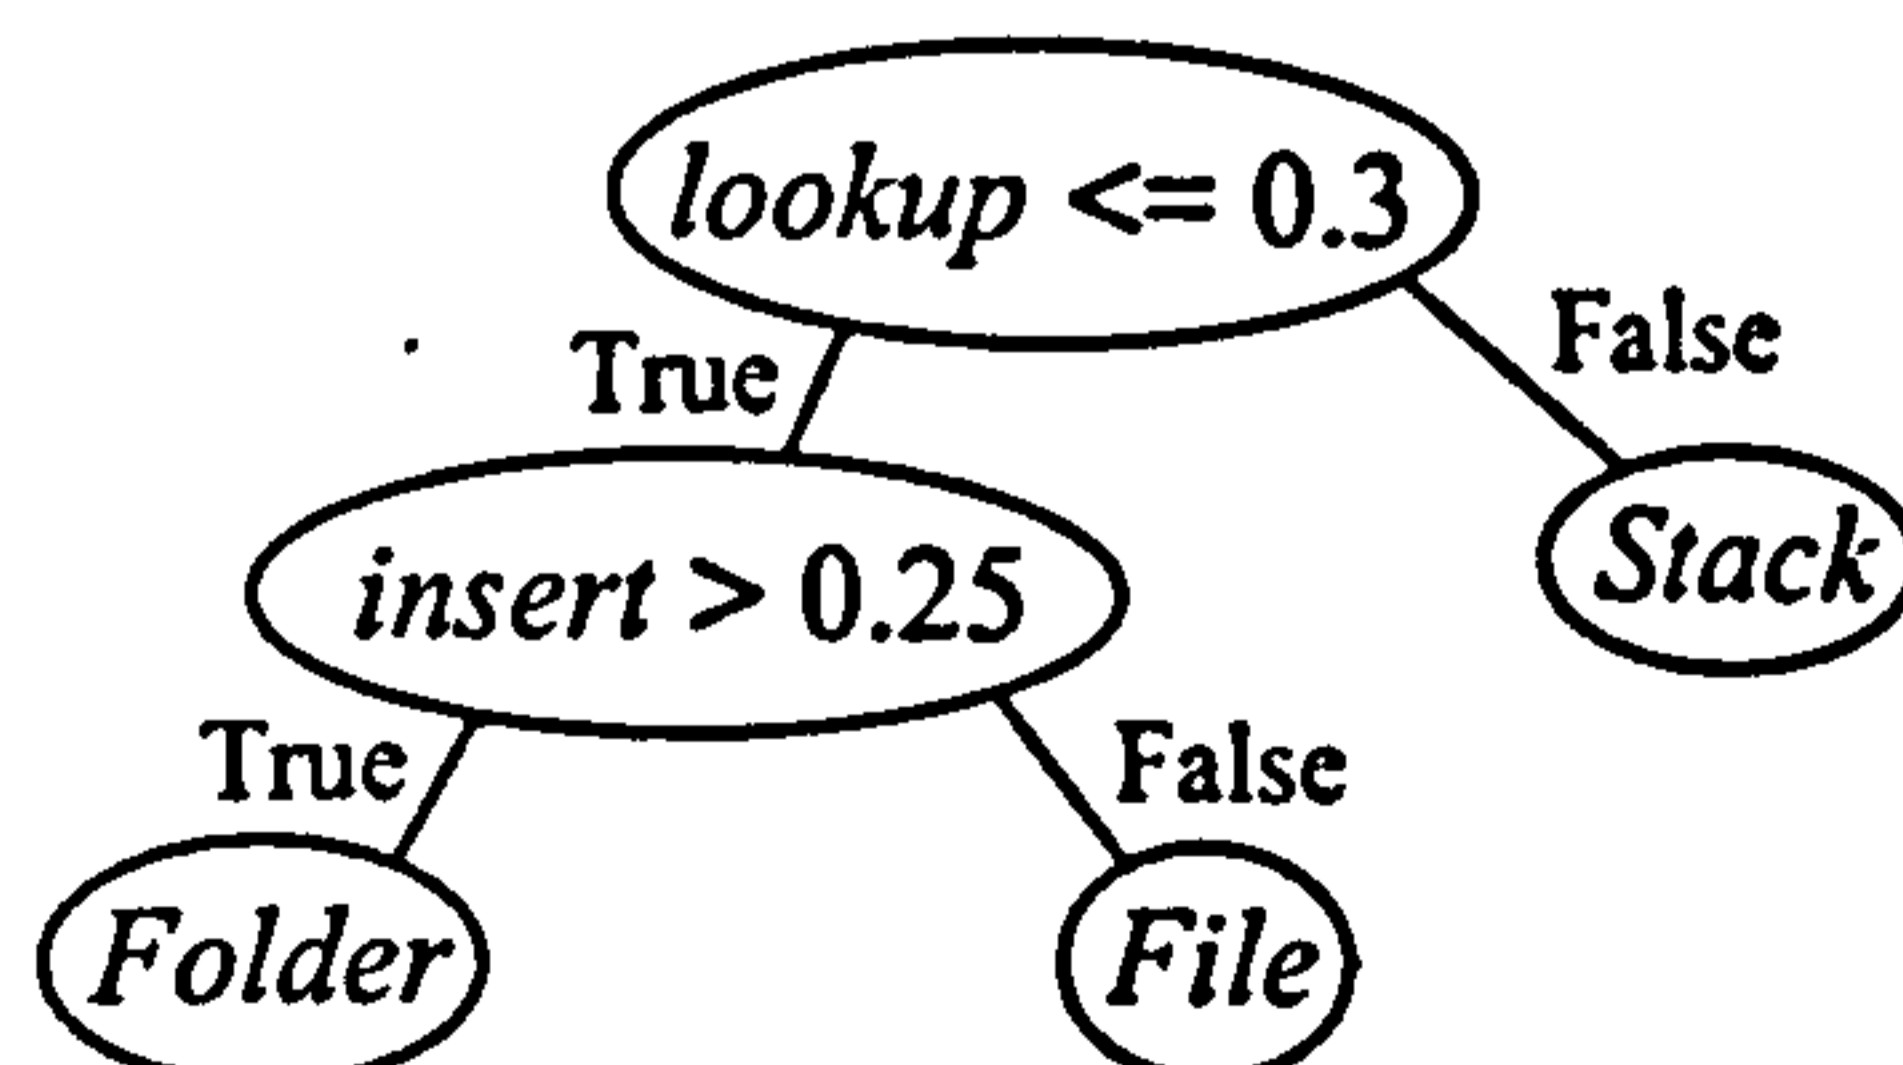 lookup <= 0.3
True
False
insert > 0.25
Stack
True
False
Folder
File